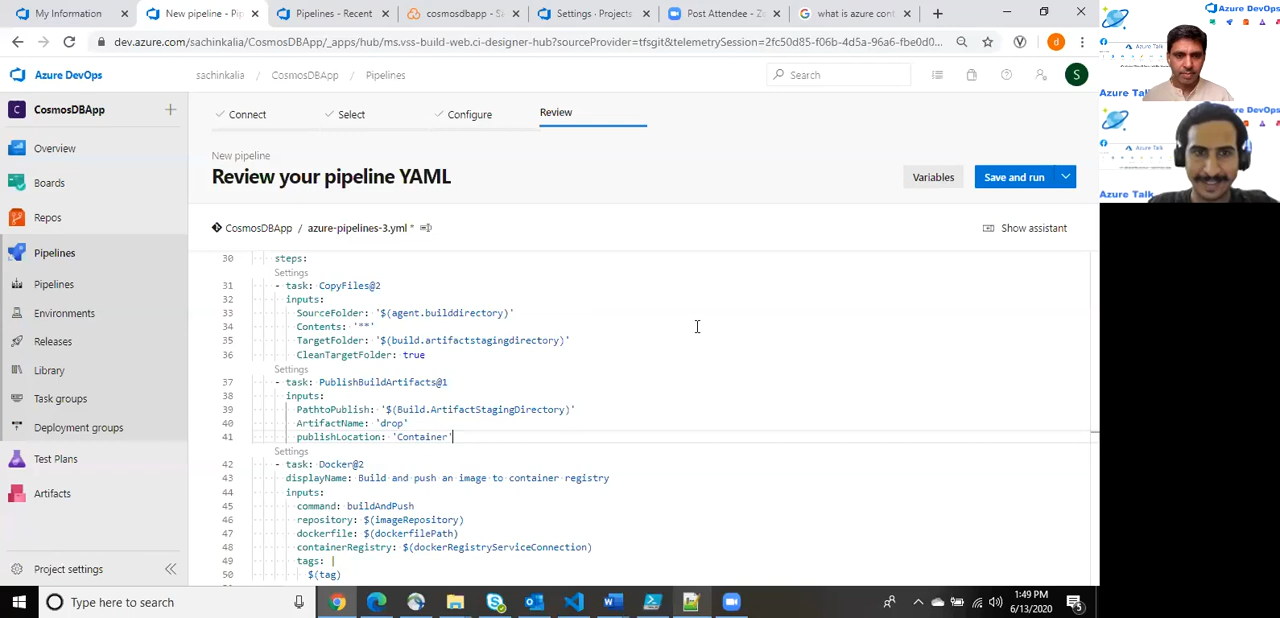 My Information
New pipeline - Pip
Pipelines - Recent
cosmosdbapp - S
Settings · Projects
Post Attendee - Z
what is azure con
dev.azure.com/sachinkalia/CosmosDBApp/_apps/hub/ms.vss-build-web.ci-designer-hub?sourceProvider=tfsgit&telemetrySession=2fc50d85-f06b-4d5a-96a6-fbe0d0...
d
Azure DevOps
sachinkalia / CosmosDBApp / Pipelines
Search
S
C CosmosDBApp
Overview
Boards
Repos
Pipelines
Pipelines
Environments
Releases
Library
Task groups
Deployment groups
Test Plans
Artifacts
Project settings
Connect
Select
Configure
Review
New pipeline
Review your pipeline YAML
Variables
Save and run
CosmosDBApp / azure-pipelines-3.yml *
Show assistant
30 steps:
Settings
31 - task: CopyFiles@2
32 inputs:
33 SourceFolder: '$(agent.builddirectory)'
34 Contents: '**'
35 TargetFolder: '$(build.artifactstagingdirectory)'
36 CleanTargetFolder: true
Settings
37 - task: PublishBuildArtifacts@1
38 inputs:
39 PathtoPublish: '$(Build.ArtifactStagingDirectory)'
40 ArtifactName: 'drop'
41 publishLocation: 'Container'
Settings
42 - task: Docker@2
43 displayName: Build and push an image to container registry
44 inputs:
45 command: buildAndPush
46 repository: $(imageRepository)
47 dockerfile: $(dockerfilePath)
48 containerRegistry: $(dockerRegistryServiceConnection)
49 tags: |
50 $(tag)
Azure DevOps
Azure Talk
Azure DevOps
Azure Talk
Azure Talk
Type here to search
1:49 PM
6/13/2020
5